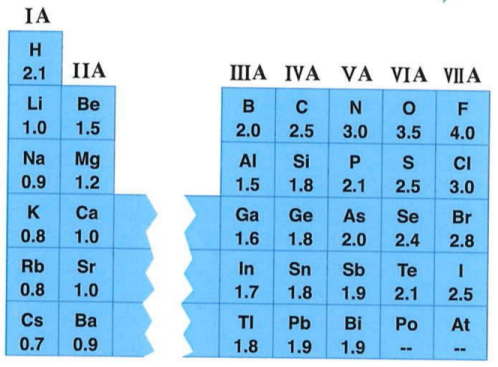 IA
H
2.1 IIA IIIA IVA VA VIA VIIA
Li Be B C N O F
1.0 1.5 2.0 2.5 3.0 3.5 4.0
Na Mg Al Si P S Cl
0.9 1.2 1.5 1.8 2.1 2.5 3.0
K Ca Ga Ge As Se Br
0.8 1.0 1.6 1.8 2.0 2.4 2.8
Rb Sr In Sn Sb Te I
0.8 1.0 1.7 1.8 1.9 2.1 2.5
Cs Ba Tl Pb Bi Po At
0.7 0.9 1.8 1.9 1.9 -- --